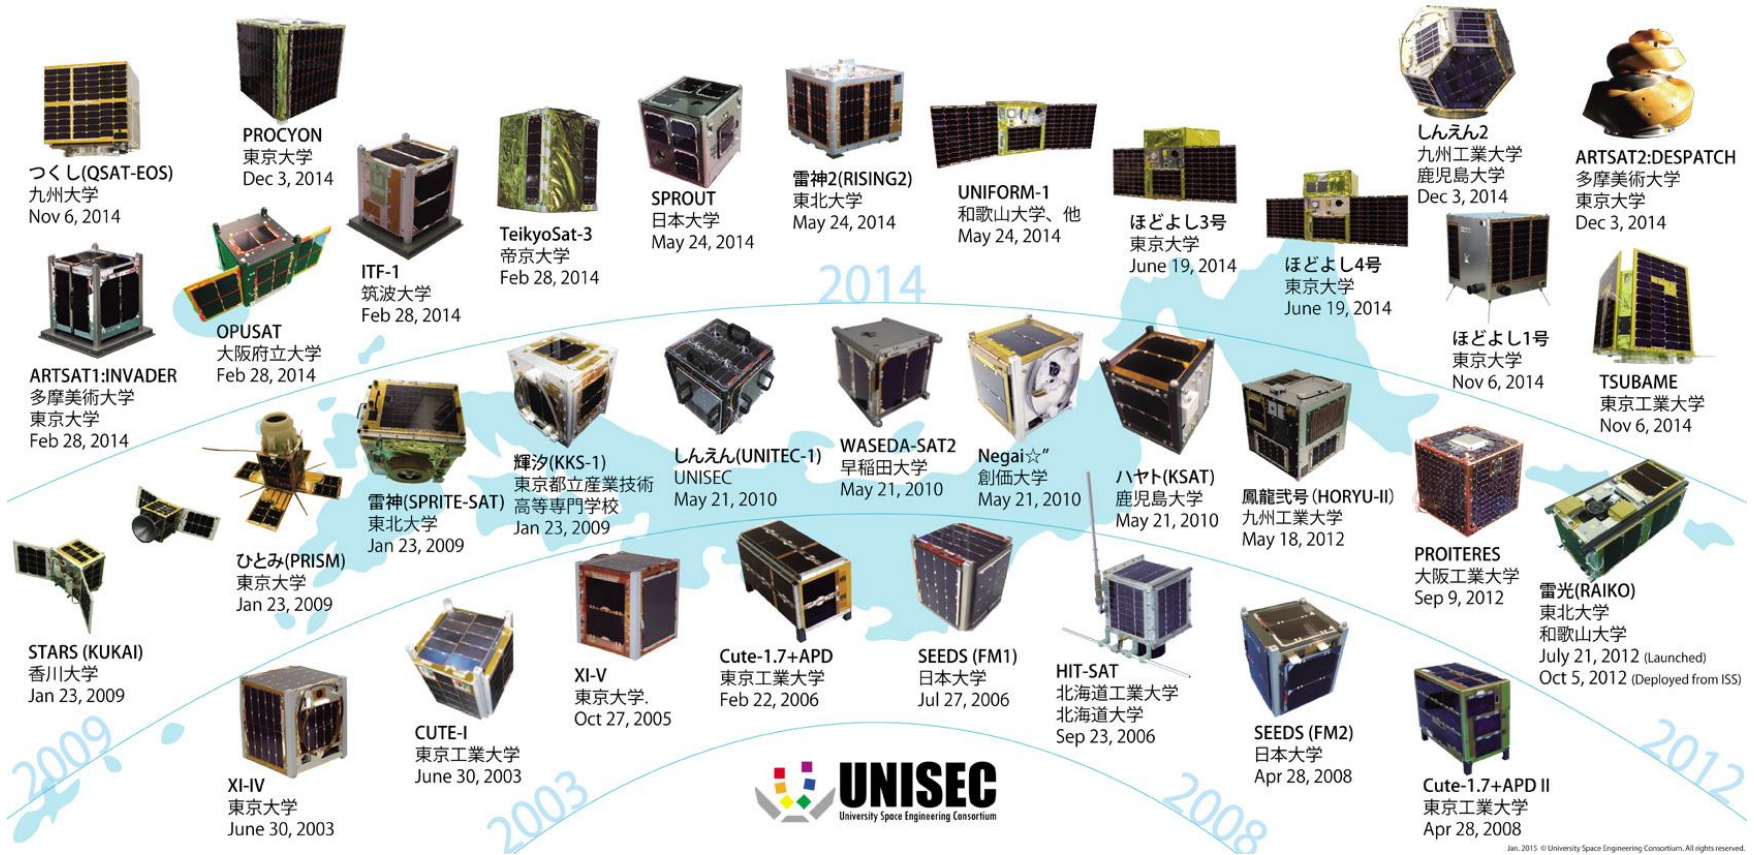 つくし(QSAT-EOS)
九州大学
Nov 6, 2014
PROCYON
東京大学
Dec 3, 2014
ITF-1
筑波大学
Feb 28, 2014
TeikyoSat-3
帝京大学
Feb 28, 2014
SPROUT
日本大学
May 24, 2014
雷神2(RISING2)
東北大学
May 24, 2014
UNIFORM-1
和歌山大学、他
May 24, 2014
ほどよし3号
東京大学
June 19, 2014
ほどよし4号
東京大学
June 19, 2014
しんえん2
九州工業大学
鹿児島大学
Dec 3, 2014
ARTSAT2:DESPATCH
多摩美術大学
東京大学
Dec 3, 2014
ARTSAT1:INVADER
多摩美術大学
東京大学
Feb 28, 2014
OPUSAT
大阪府立大学
Feb 28, 2014
2014
ほどよし1号
東京大学
Nov 6, 2014
TSUBAME
東京工業大学
Nov 6, 2014
STARS (KUKAI)
香川大学
Jan 23, 2009
ひとみ(PRISM)
東京大学
Jan 23, 2009
雷神(SPRITE-SAT)
東北大学
Jan 23, 2009
輝汐(KKS-1)
東京都立産業技術
高等専門学校
Jan 23, 2009
しんえん(UNITEC-1)
UNISEC
May 21, 2010
WASEDA-SAT2
早稲田大学
May 21, 2010
Negai☆″
創価大学
May 21, 2010
ハヤト(KSAT)
鹿児島大学
May 21, 2010
鳳龍弐号(HORYU-II)
九州工業大学
May 18, 2012
PROITERES
大阪工業大学
Sep 9, 2012
雷光(RAIKO)
東北大学
和歌山大学
July 21, 2012 (Launched)
Oct 5, 2012 (Deployed from ISS)
2009
2012
XI-IV
東京大学
June 30, 2003
CUTE-I
東京工業大学
June 30, 2003
XI-V
東京大学.
Oct 27, 2005
Cute-1.7+APD
東京工業大学
Feb 22, 2006
SEEDS (FM1)
日本大学
Jul 27, 2006
HIT-SAT
北海道工業大学
北海道大学
Sep 23, 2006
SEEDS (FM2)
日本大学
Apr 28, 2008
Cute-1.7+APD II
東京工業大学
Apr 28, 2008
2003
2008
UNISEC
University Space Engineering Consortium
Jan. 2015 ©University Space Engineering Consortium. All rights reserved.